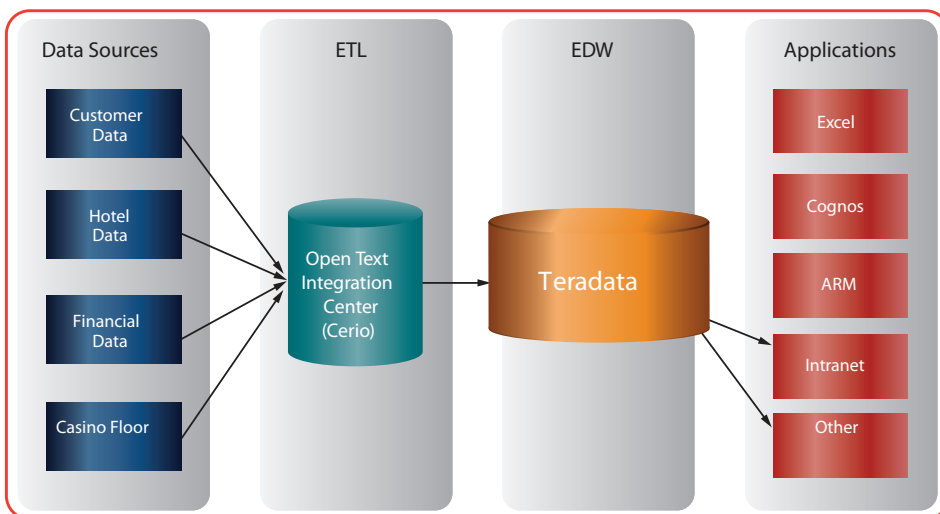 Data Sources
ETL
EDW
Applications
Customer
Data
Hotel
Data
Financial
Data
Casino Floor
Open Text
Integration
Center
(Cerio)
Teradata
Excel
Cognos
ARM
Intranet
Other